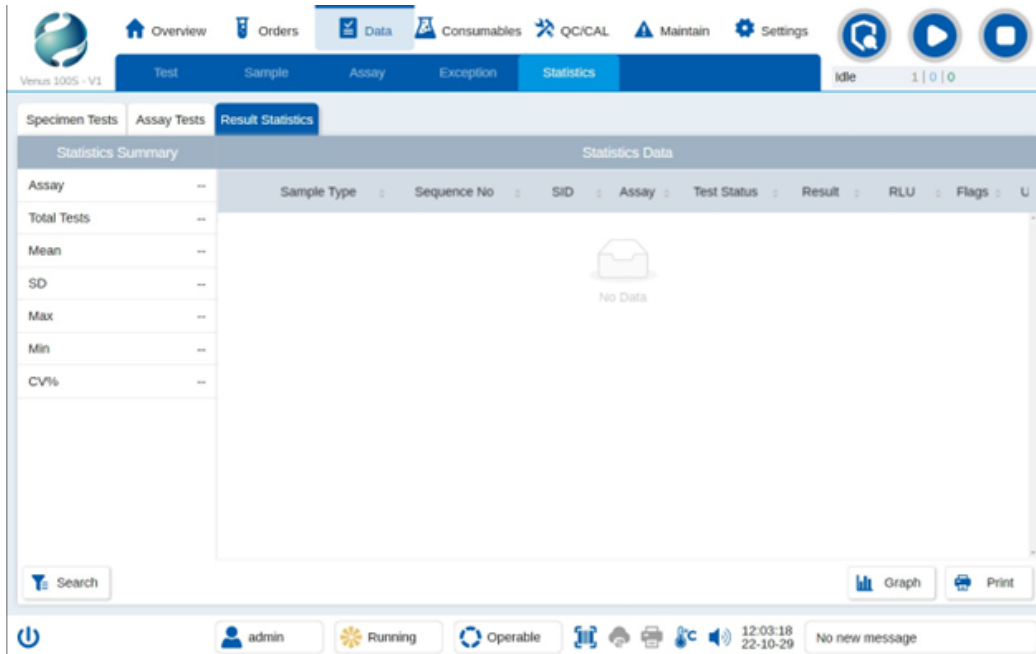 Overview Orders Data Consumables QC/CAL Maintain Settings
Venus 100S - V1 Test Sample Assay Exception Statistics Idle 1 | 0 | 0
Specimen Tests Assay Tests Result Statistics
Statistics Summary Statistics Data
Sample Type Sequence No SID Assay Test Status Result RLU Flags U
Assay --
Total Tests --
Mean --
SD --
Max --
Min --
CV% --
No Data
Search Graph Print
admin Running Operable °C 12:03:18 No new message
22-10-29